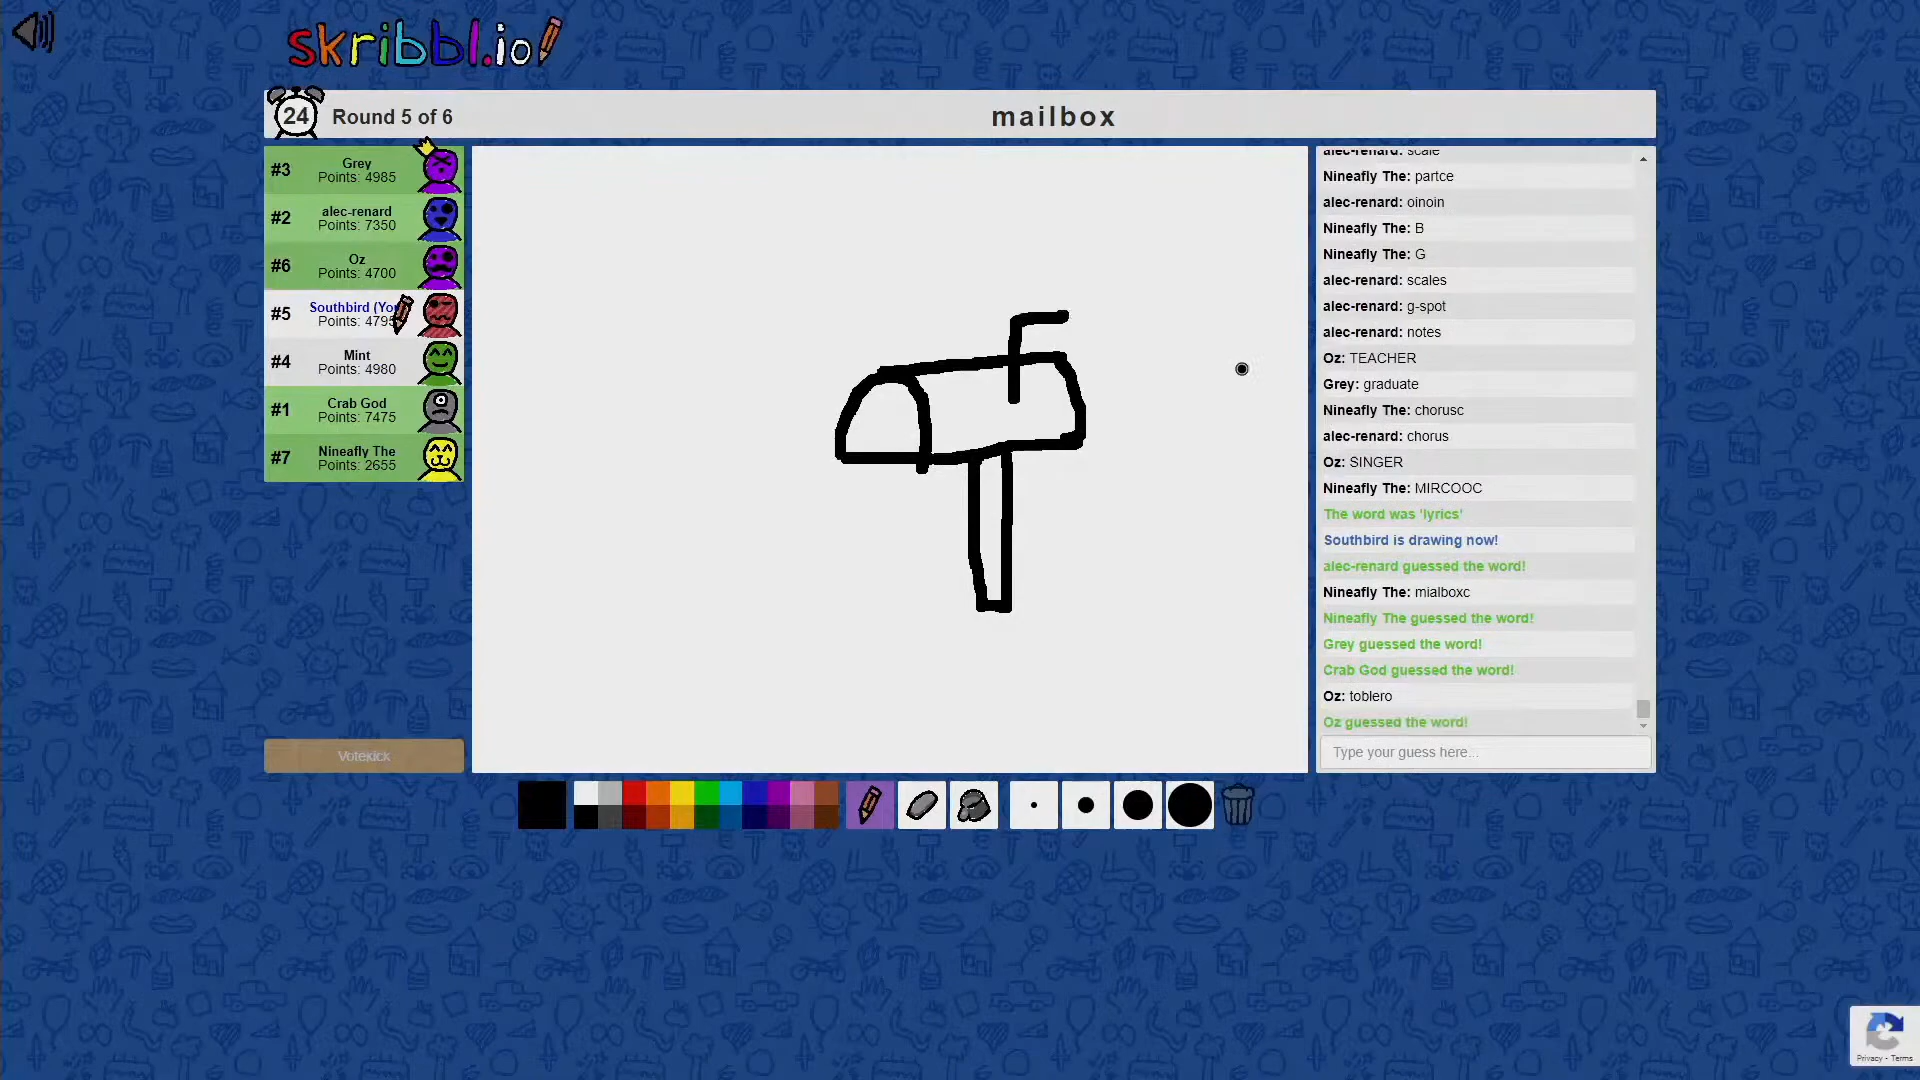 skribbl.io
24 Round 5 of 6 mailbox
#3 Grey
Points: 4985
#2 alec-renard
Points: 7350
#6 Oz
Points: 4700
#5 Southbird (You
Points: 4795
#4 Mint
Points: 4980
#1 Crab God
Points: 7475
#7 Nineafly The
Points: 2655
Votekick
alec-renard: scale
Nineafly The: partce
alec-renard: oinoin
Nineafly The: B
Nineafly The: G
alec-renard: scales
alec-renard: g-spot
alec-renard: notes
Oz: TEACHER
Grey: graduate
Nineafly The: chorusc
alec-renard: chorus
Oz: SINGER
Nineafly The: MIRCOOC
The word was 'lyrics'
Southbird is drawing now!
alec-renard guessed the word!
Nineafly The: mialboxc
Nineafly The guessed the word!
Grey guessed the word!
Crab God guessed the word!
Oz: toblero
Oz guessed the word!
Type your guess here...
Privacy - Terms